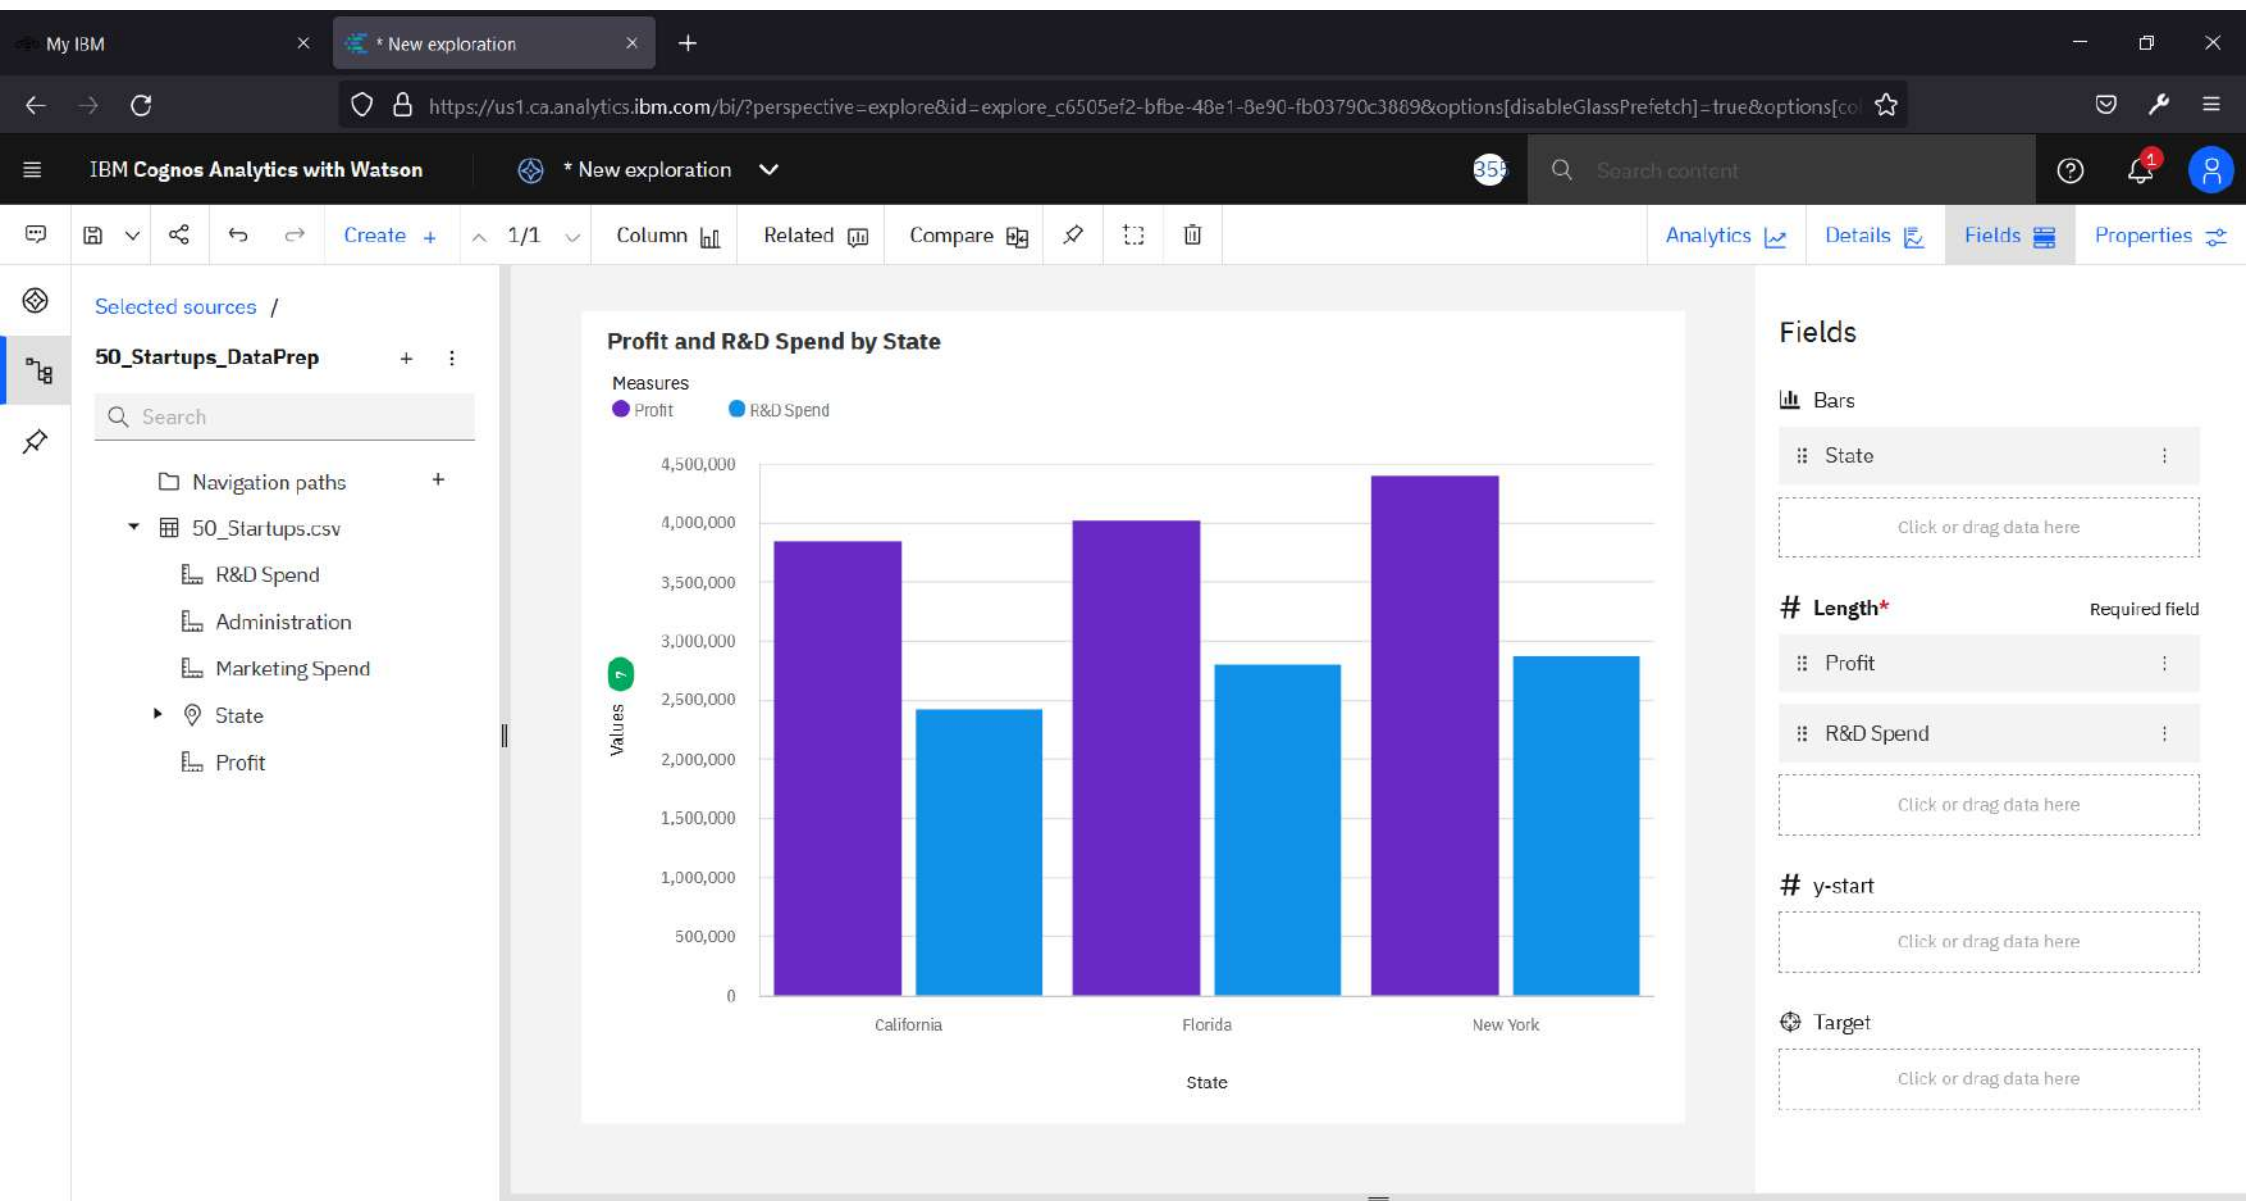 My IBM
* New exploration
https://us1.ca.analytics.ibm.com/bi/?perspective=explore&id=explore_c6505ef2-bfbe-48e1-8e90-fb03790c3889&options[disableGlassPrefetch]=true&options[co
IBM Cognos Analytics with Watson
* New exploration
355
Search content
1
Create +
1/1
Column
Related
Compare
Analytics
Details
Fields
Properties
Selected sources /
50_Startups_DataPrep
Search
Navigation paths
50_Startups.csv
R&D Spend
Administration
Marketing Spend
State
Profit
Profit and R&D Spend by State
Measures
Profit
R&D Spend
4,500,000
4,000,000
3,500,000
3,000,000
2,500,000
2,000,000
1,500,000
1,000,000
500,000
0
Values
7
California
Florida
New York
State
Fields
Bars
State
Click or drag data here
# Length*
Required field
Profit
R&D Spend
Click or drag data here
# y-start
Click or drag data here
Target
Click or drag data here